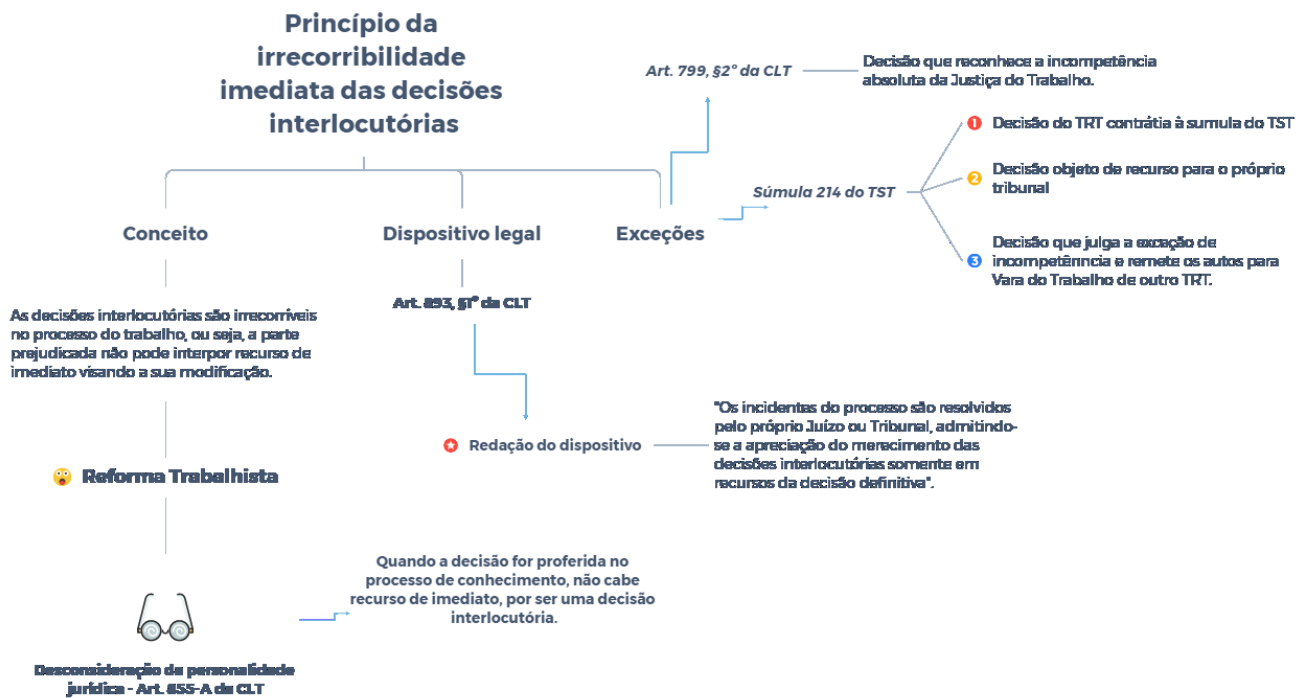 Princípio da
irrecorribilidade
imediata das decisões
interlocutórias
Conceito
As decisões interlocutórias são irrecorríveis
no processo do trabalho, ou seja, a parte
prejudicada não pode interpor recurso de
imediato visando a sua modificação.
Reforma Trabalhista
Desconsideração da personalidade
jurídica - Art. 855-A da CLT
Quando a decisão for proferida no
processo de conhecimento, não cabe
recurso de imediato, por ser uma decisão
interlocutória.
Dispositivo legal
Art. 893, §1º da CLT
Redação do dispositivo
"Os incidentes do processo são resolvidos
pelo próprio Juízo ou Tribunal, admitindo-
se a apreciação do merecimento das
decisões interlocutórias somente em
recursos da decisão definitiva".
Exceções
Art. 799, §2º da CLT
Decisão que reconhece a incompetência
absoluta da Justiça do Trabalho.
Súmula 214 do TST
1 Decisão do TRT contrátia à sumula do TST
2 Decisão objeto de recurso para o próprio
tribunal
3 Decisão que julga a exceção de
incompetênncia e remete os autos para
Vara do Trabalho de outro TRT.